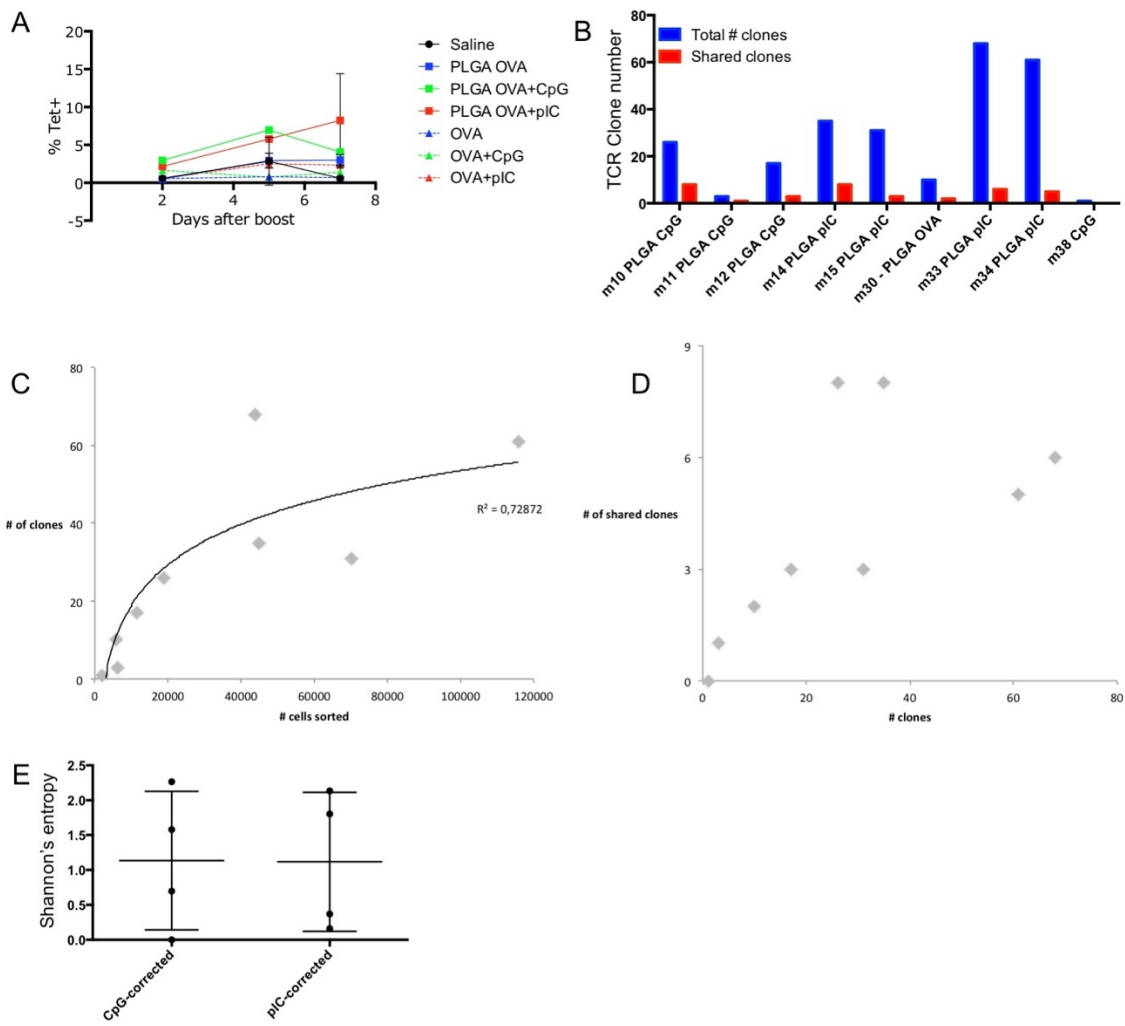 A
% Tet+
20
15
10
5
0
-5
2
4
6
8
Days after boost
Saline
PLGA OVA
PLGA OVA+CpG
PLGA OVA+pIC
OVA
OVA+CpG
OVA+pIC
B
TCR Clone number
80
60
40
20
0
Total # clones
Shared clones
m10 PLGA CpG
m11 PLGA CpG
m12 PLGA CpG
m14 PLGA pIC
m15 PLGA pIC
m30 - PLGA OVA
m33 PLGA pIC
m34 PLGA pIC
m38 CpG
C
# of clones
80
60
40
20
0
0
20000
40000
60000
80000
100000
120000
# cells sorted
R² = 0,72872
D
# of shared clones
9
6
3
0
0
20
40
60
80
# clones
E
Shannon's entropy
2.5
2.0
1.5
1.0
0.5
0.0
CpG-corrected
pIC-corrected